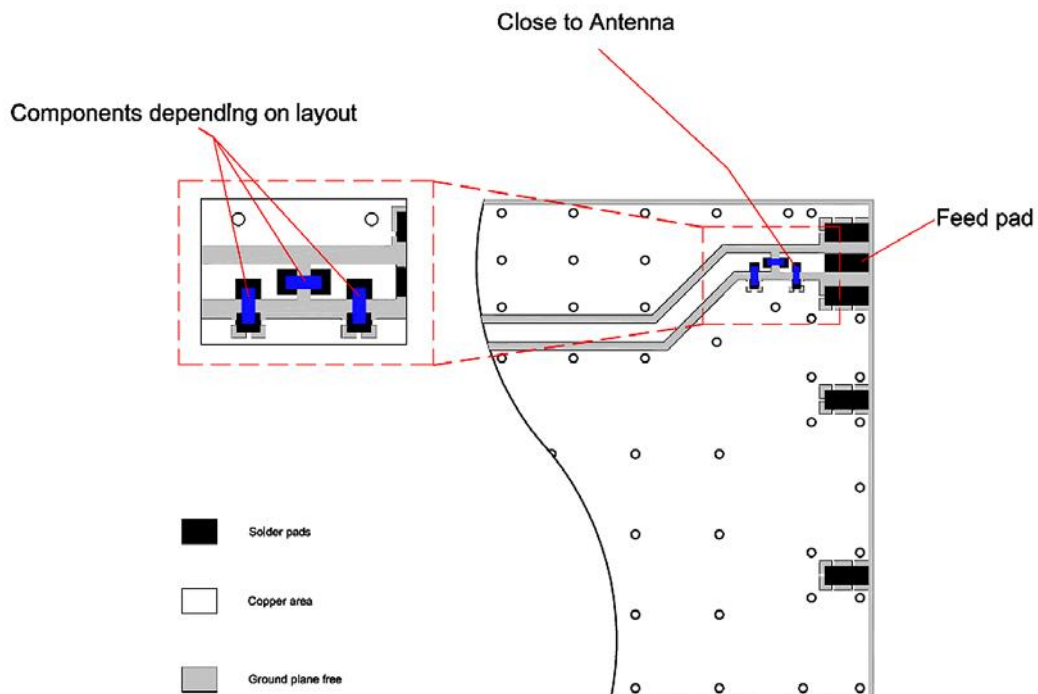 Close to Antenna
Components depending on layout
Feed pad
Solder pads
Copper area
Ground plane free